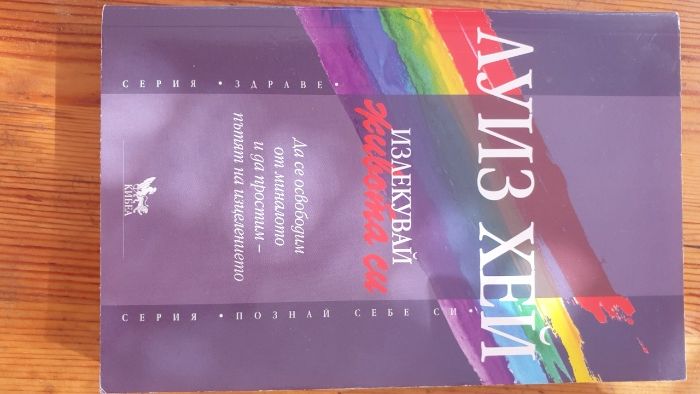 ЛУИЗ ХЕЙ
ИЗЛЕКУВАЙ
живота си
Да се освободим
от миналото
и да простим –
пътят на изцелението
СЕРИЯ • ЗДРАВЕ •
СЕРИЯ • ПОЗНАЙ СЕБЕ СИ •
КИБЕА